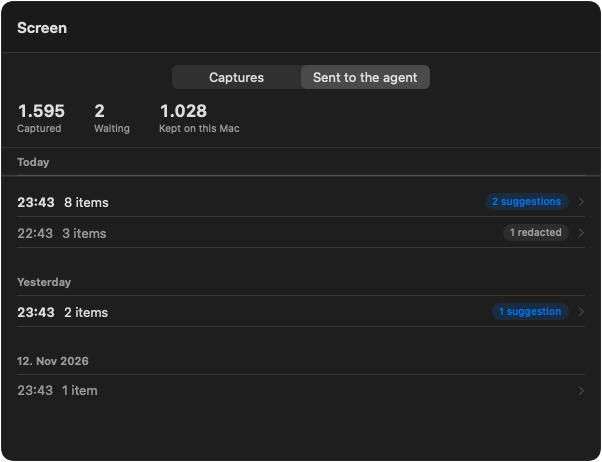 Screen
Captures Sent to the agent
1.595 2 1.028
Captured Waiting Kept on this Mac
Today
23:43 8 items 2 suggestions
22:43 3 items 1 redacted
Yesterday
23:43 2 items 1 suggestion
12. Nov 2026
23:43 1 item